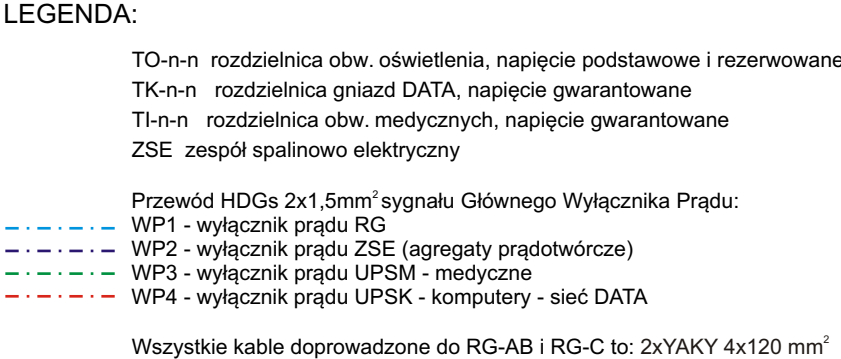 LEGENDA:
TO-n-n rozdzielnica obw. oświetlenia, napięcie podstawowe i rezerwowane
TK-n-n rozdzielnica gniazd DATA, napięcie gwarantowane
TI-n-n rozdzielnica obw. medycznych, napięcie gwarantowane
ZSE zespół spalinowo elektryczny
Przewód HDGs 2x1,5mm² sygnału Głównego Wyłącznika Prądu:
WP1 - wyłącznik prądu RG
WP2 - wyłącznik prądu ZSE (agregaty prądotwórcze)
WP3 - wyłącznik prądu UPSM - medyczne
WP4 - wyłącznik prądu UPSK - komputery - sieć DATA
Wszystkie kable doprowadzone do RG-AB i RG-C to: 2xYAKY 4x120 mm²